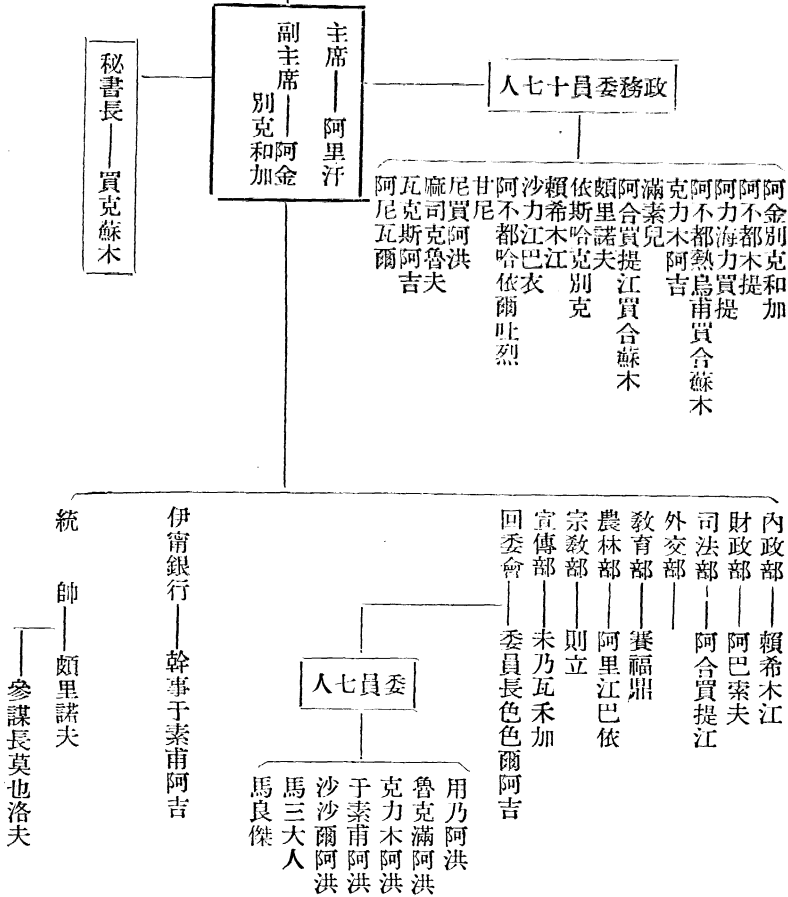 主席——阿里汗
副主席——阿金
別克和加
秘書長——買克蘇木
政務委員十七人
阿金別克和加
阿不都木提
阿力海力買提
阿不都熱烏甫買合蘇木
克力木阿吉
滿素兒
阿合買提江買合蘇木
頗里諾夫
依斯哈克別克
賴希木江
沙力江巴衣
阿不都哈依爾吐烈
甘尼
尼買阿洪
麻司克魯夫
瓦克斯阿吉
阿尼瓦爾
內政部——賴希木江
財政部——阿巴索夫
司法部——阿合買提江
外交部——
教育部——賽福鼎
農林部——阿里江巴依
宗教部——則立
宣傳部——未乃瓦禾加
回委會——委員長色色爾阿吉
委員七人
用乃阿洪
魯克滿阿洪
克力木阿洪
于素甫阿洪
沙沙爾阿洪
馬三大人
馬良傑
伊甯銀行——幹事于素甫阿吉
統帥——頗里諾夫
參謀長莫也洛夫